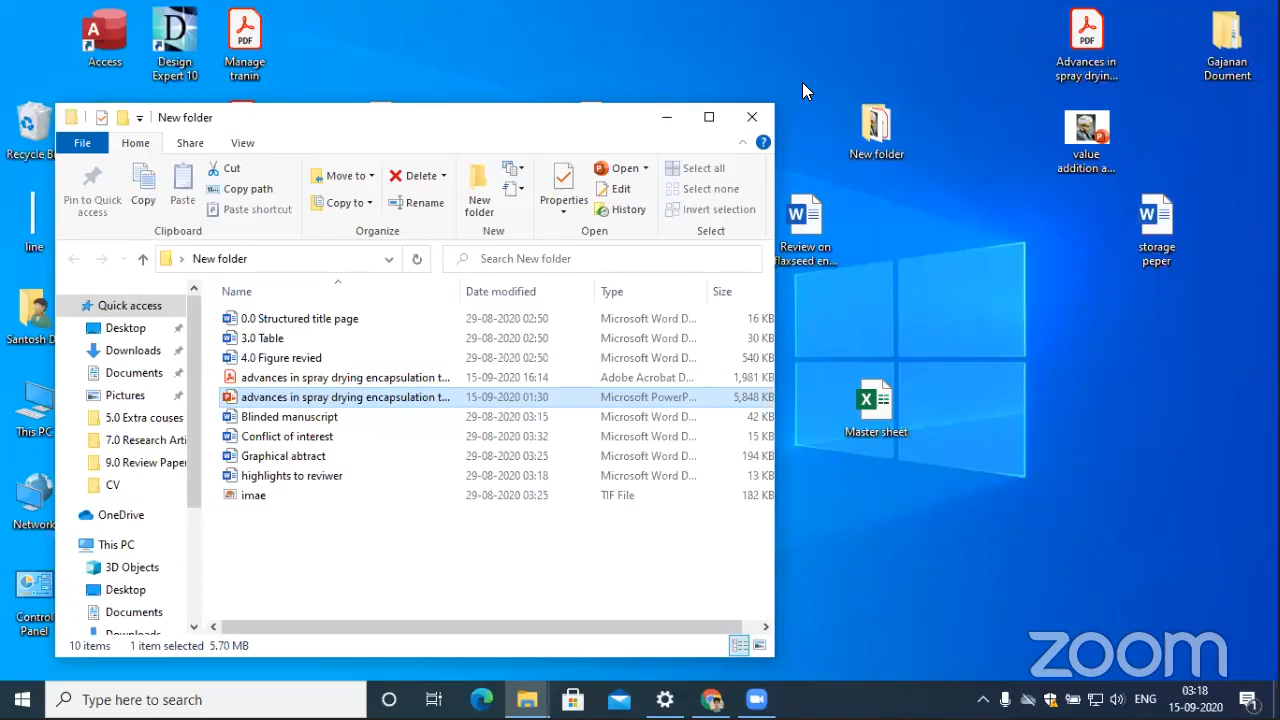 Access
Design
Expert 10
Manage
tranin
Advances in
spray dryin...
Gajanan
Doument
New folder
File
Home
Share
View
Recycle B
New folder
value
addition a...
Pin to Quick
access
Copy
Paste
Cut
Copy path
Paste shortcut
Move to
Copy to
Delete
Rename
New
folder
Properties
Open
Edit
History
Select all
Select none
Invert selection
Clipboard
Organize
New
Open
Select
line
Review on
flaxseed en...
storage
peper
New folder
Search New folder
Name
Date modified
Type
Size
0.0 Structured title page 29-08-2020 02:50 Microsoft Word D... 16 KB
3.0 Table 29-08-2020 02:50 Microsoft Word D... 30 KB
4.0 Figure revied 29-08-2020 02:50 Microsoft Word D... 540 KB
advances in spray drying encapsulation t... 15-09-2020 16:14 Adobe Acrobat D... 1,981 KB
advances in spray drying encapsulation t... 15-09-2020 01:30 Microsoft PowerP... 5,848 KB
Blinded manuscript 29-08-2020 03:15 Microsoft Word D... 42 KB
Conflict of interest 29-08-2020 03:32 Microsoft Word D... 15 KB
Graphical abtract 29-08-2020 03:25 Microsoft Word D... 194 KB
highlights to reviwer 29-08-2020 03:18 Microsoft Word D... 13 KB
imae 29-08-2020 03:25 TIF File 182 KB
Quick access
Desktop
Downloads
Documents
Pictures
5.0 Extra couses
7.0 Research Arti
9.0 Review Paper
CV
OneDrive
This PC
3D Objects
Desktop
Documents
Downloads
Santosh D
This PC
Network
Control
Panel
Master sheet
10 items 1 item selected 5.70 MB
zoom
Type here to search
ENG
03:18
15-09-2020
1